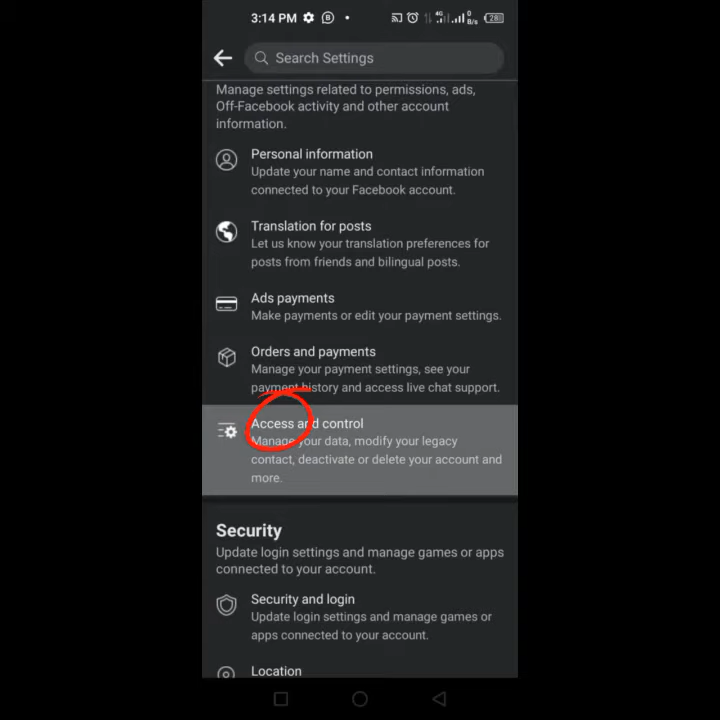 3:14 PM
4G
0
B/s
28
Search Settings
Manage settings related to permissions, ads,
Off-Facebook activity and other account
information.
Personal information
Update your name and contact information
connected to your Facebook account.
Translation for posts
Let us know your translation preferences for
posts from friends and bilingual posts.
Ads payments
Make payments or edit your payment settings.
Orders and payments
Manage your payment settings, see your
payment history and access live chat support.
Access and control
Manage your data, modify your legacy
contact, deactivate or delete your account and
more.
Security
Update login settings and manage games or apps
connected to your account.
Security and login
Update login settings and manage games or
apps connected to your account.
Location